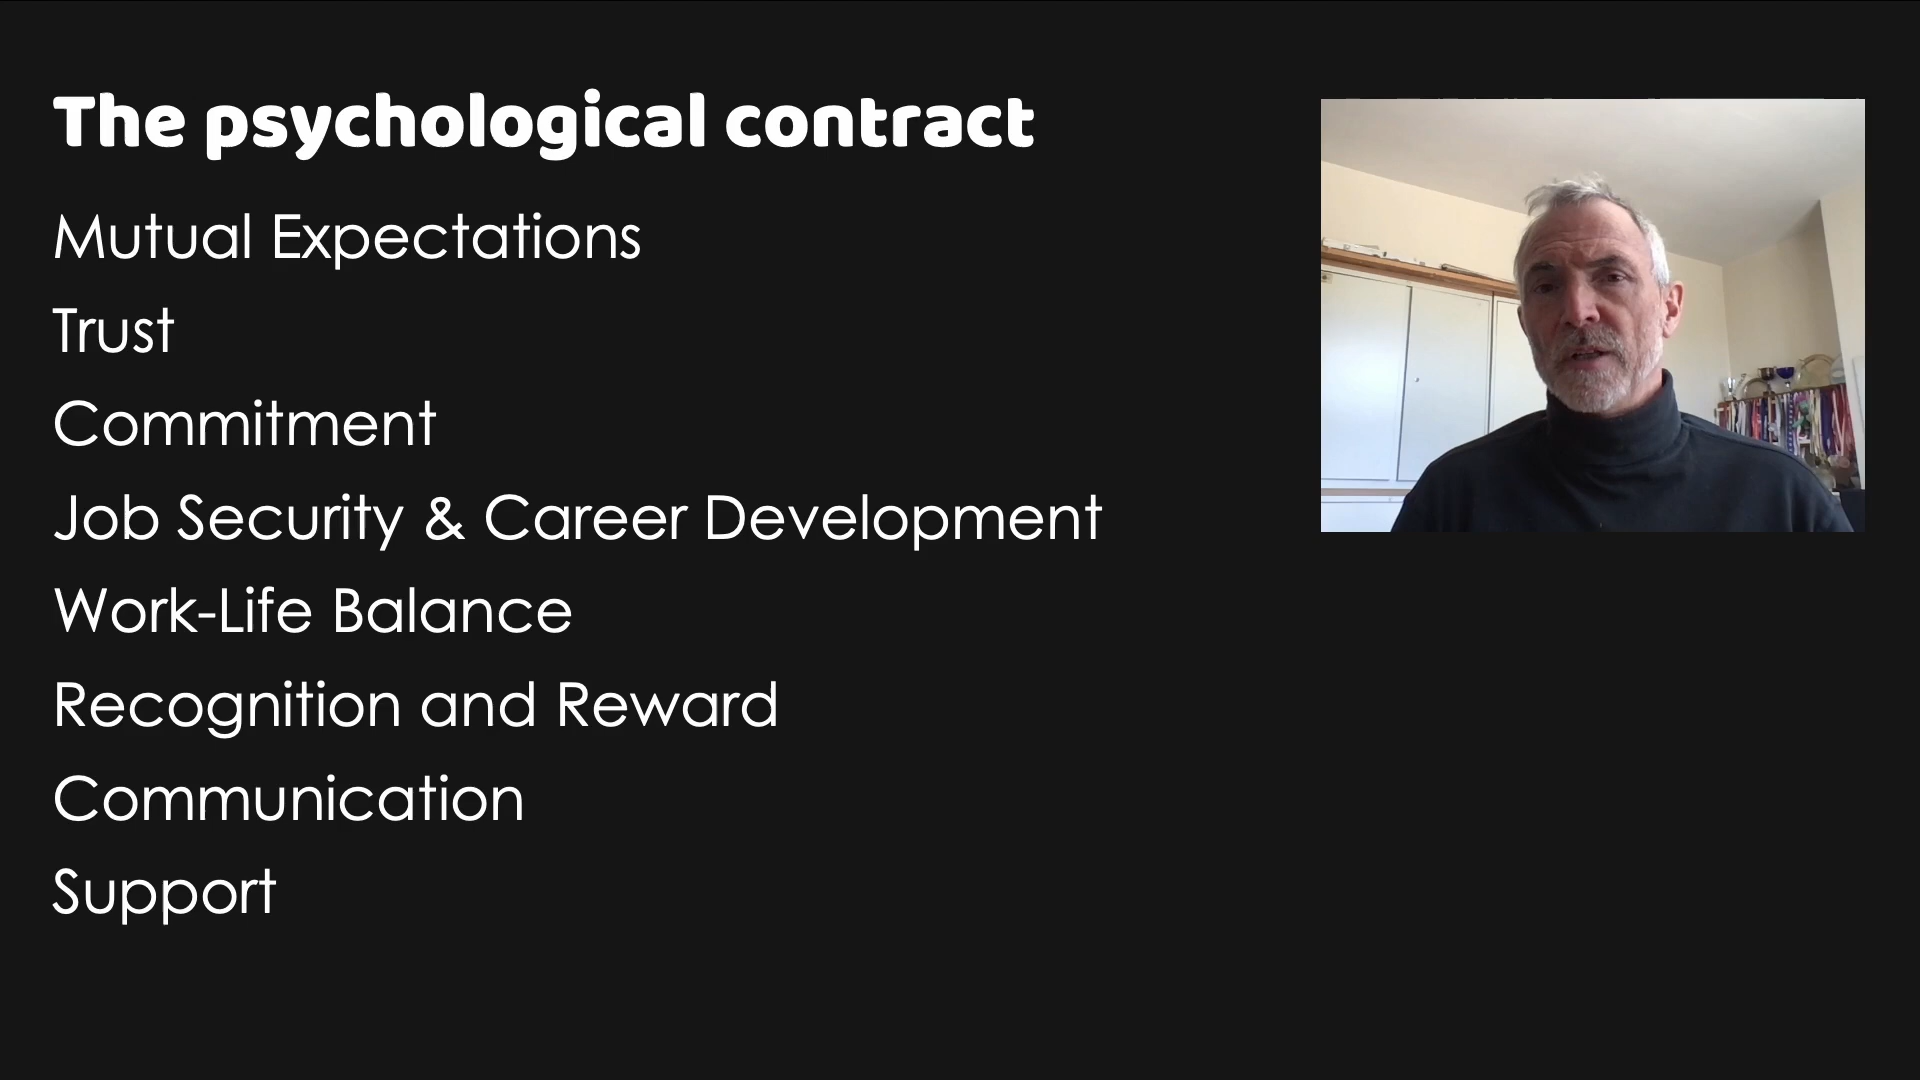 The psychological contract
Mutual Expectations
Trust
Commitment
Job Security & Career Development
Work-Life Balance
Recognition and Reward
Communication
Support